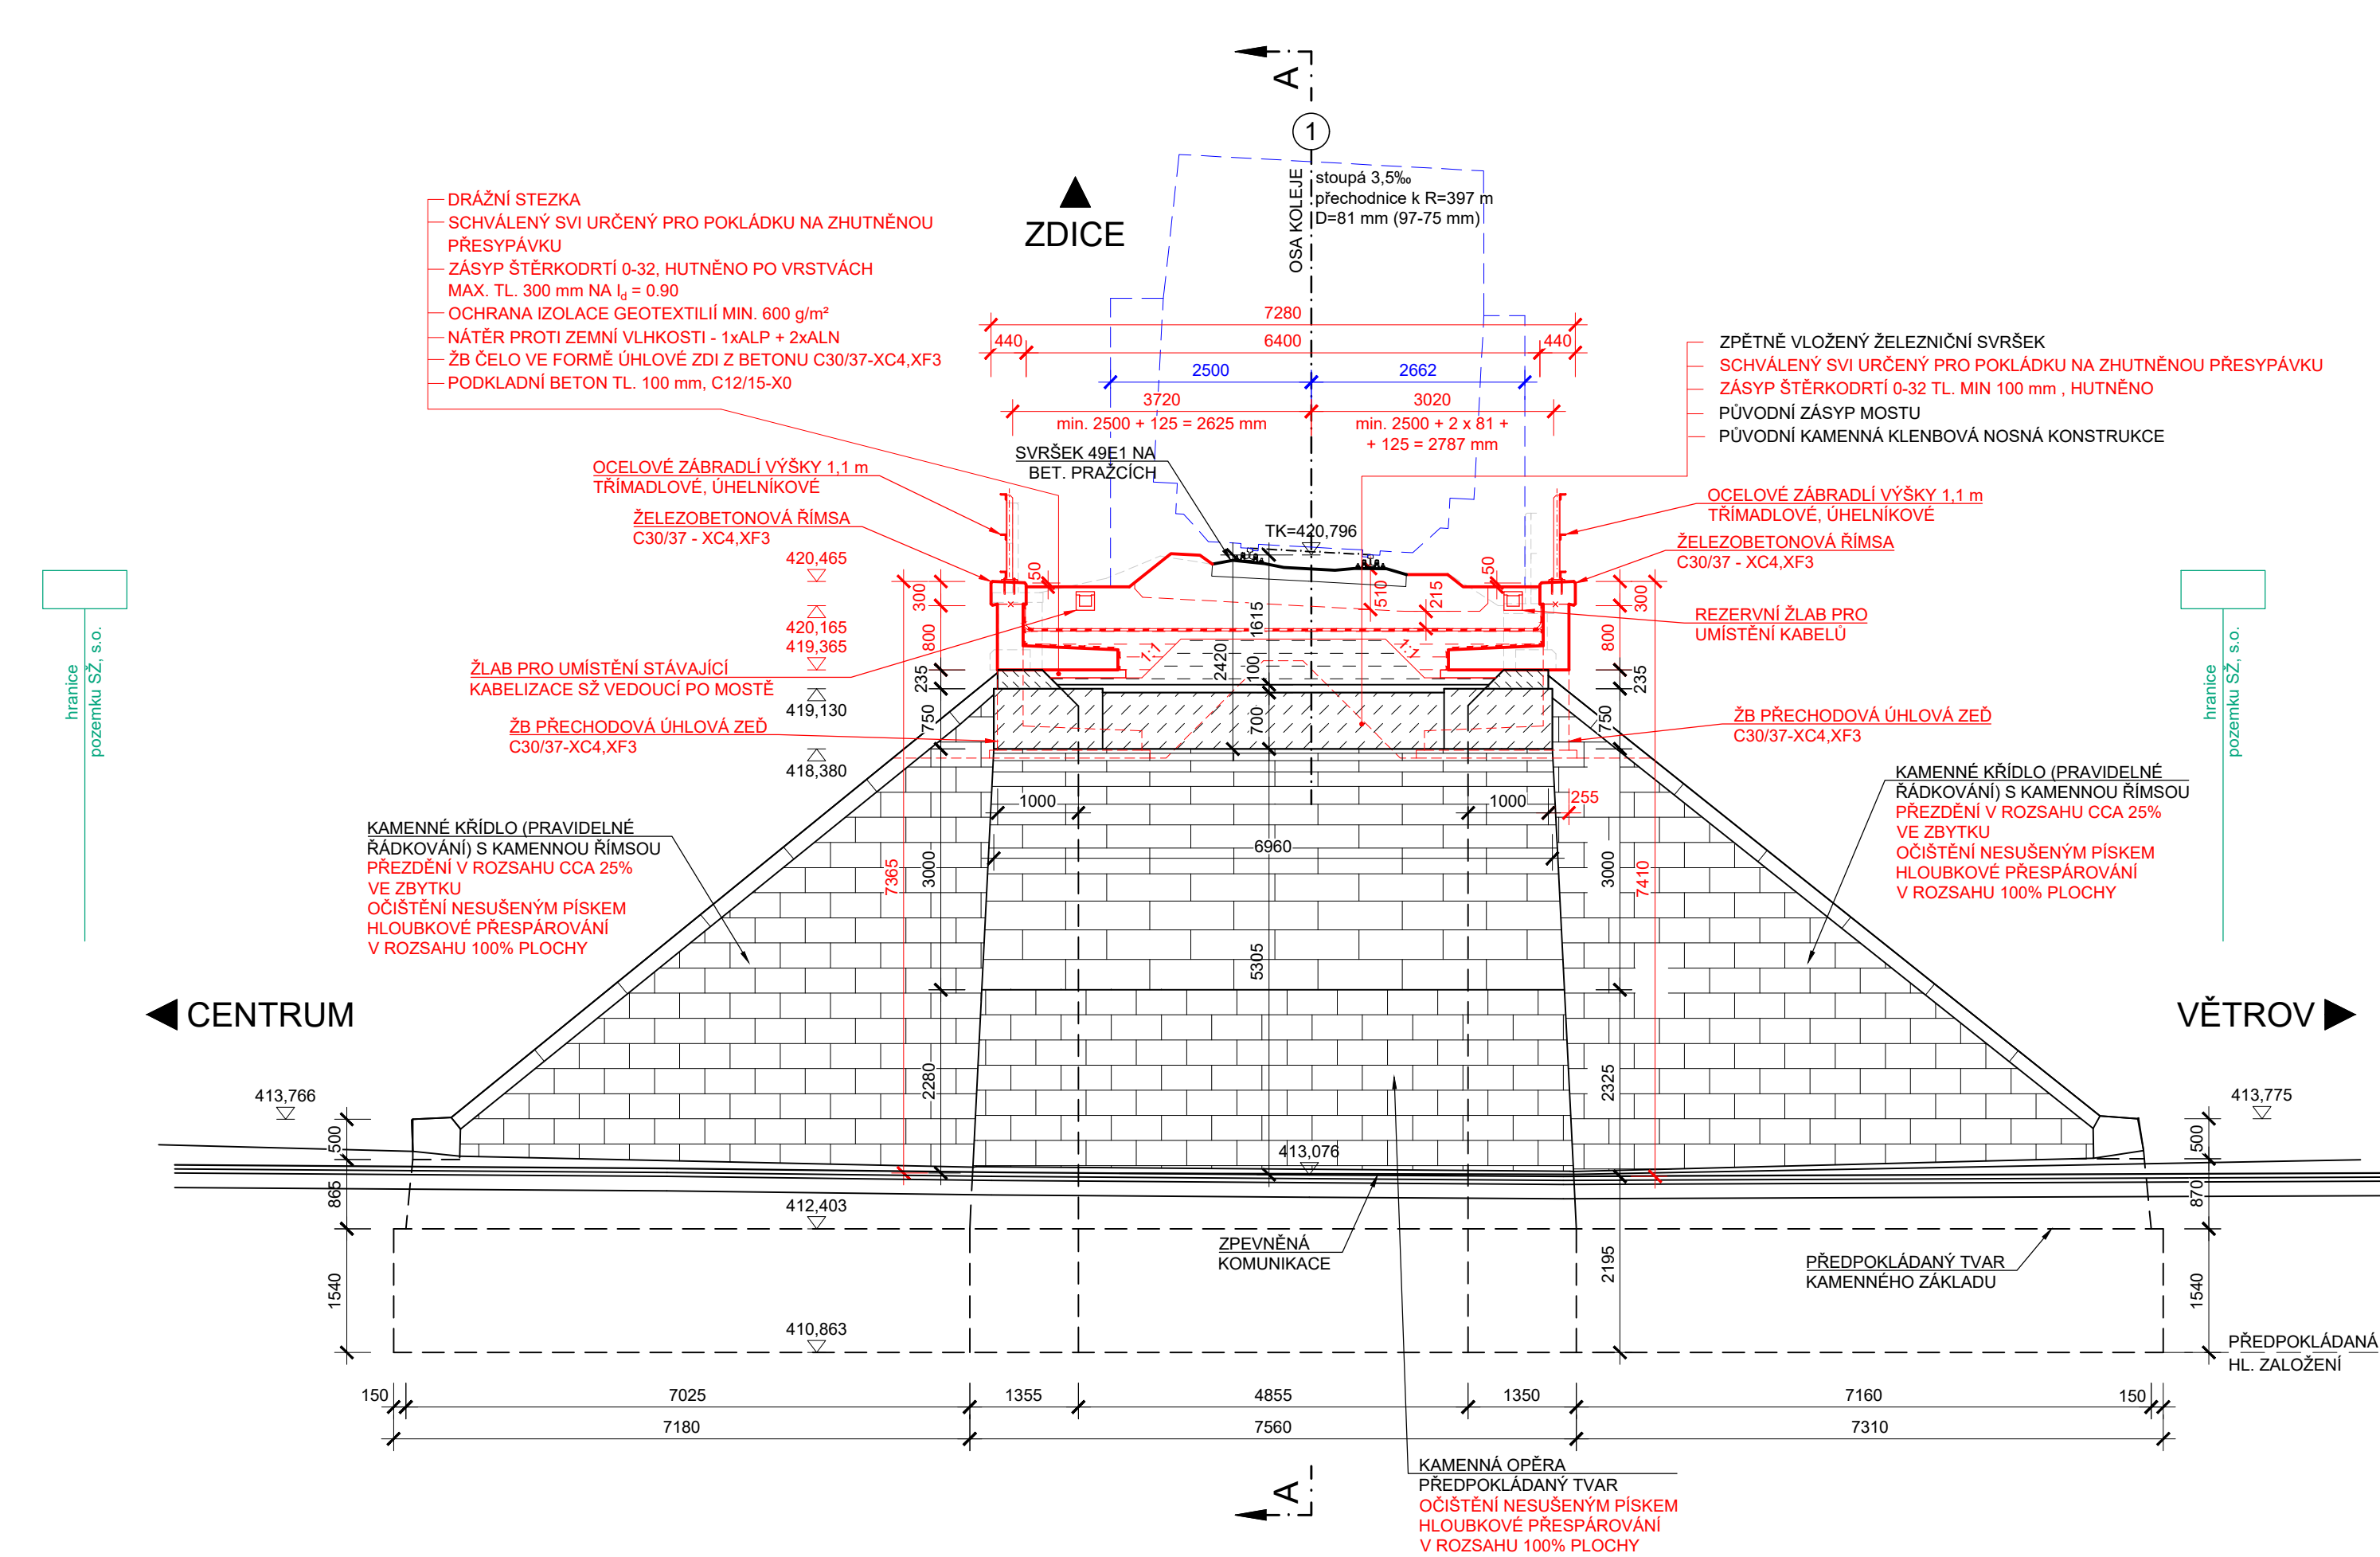 A
1
OSA KOLEJE
stoupá 3,5‰
přechodnice k R=397 m
D=81 mm (97-75 mm)
ZDICE
DRÁŽNÍ STEZKA
SCHVÁLENÝ SVI URČENÝ PRO POKLÁDKU NA ZHUTNĚNOU
PŘESYPÁVKU
ZÁSYP ŠTĚRKODRTÍ 0-32, HUTNĚNO PO VRSTVÁCH
MAX. TL. 300 mm NA Id = 0.90
OCHRANA IZOLACE GEOTEXTILIÍ MIN. 600 g/m²
NÁTĚR PROTI ZEMNÍ VLHKOSTI - 1xALP + 2xALN
ŽB ČELO VE FORMĚ ÚHLOVÉ ZDI Z BETONU C30/37-XC4,XF3
PODKLADNÍ BETON TL. 100 mm, C12/15-X0
7280
440
6400
440
2500
2662
3720
3020
min. 2500 + 125 = 2625 mm
min. 2500 + 2 x 81 +
+ 125 = 2787 mm
ZPĚTNĚ VLOŽENÝ ŽELEZNIČNÍ SVRŠEK
SCHVÁLENÝ SVI URČENÝ PRO POKLÁDKU NA ZHUTNĚNOU PŘESYPÁVKU
ZÁSYP ŠTĚRKODRTÍ 0-32 TL. MIN 100 mm , HUTNĚNO
PŮVODNÍ ZÁSYP MOSTU
PŮVODNÍ KAMENNÁ KLENBOVÁ NOSNÁ KONSTRUKCE
SVRŠEK 49E1 NA
BET. PRAŽCÍCH
OCELOVÉ ZÁBRADLÍ VÝŠKY 1,1 m
TŘÍMADLOVÉ, ÚHELNÍKOVÉ
ŽELEZOBETONOVÁ ŘÍMSA
C30/37 - XC4,XF3
OCELOVÉ ZÁBRADLÍ VÝŠKY 1,1 m
TŘÍMADLOVÉ, ÚHELNÍKOVÉ
ŽELEZOBETONOVÁ ŘÍMSA
C30/37 - XC4,XF3
TK=420,796
420,465
420,165
419,365
419,130
418,380
300
800
235
750
50
1615
2420
100
700
510
215
50
1:1
1:1
300
800
235
750
REZERVNÍ ŽLAB PRO
UMÍSTĚNÍ KABELŮ
ŽLAB PRO UMÍSTĚNÍ STÁVAJÍCÍ
KABELIZACE SŽ VEDOUCÍ PO MOSTĚ
ŽB PŘECHODOVÁ ÚHLOVÁ ZEĎ
C30/37-XC4,XF3
ŽB PŘECHODOVÁ ÚHLOVÁ ZEĎ
C30/37-XC4,XF3
hranice
pozemku SŽ, s.o.
hranice
pozemku SŽ, s.o.
KAMENNÉ KŘÍDLO (PRAVIDELNÉ
ŘÁDKOVÁNÍ) S KAMENNOU ŘÍMSOU
PŘEZDĚNÍ V ROZSAHU CCA 25%
VE ZBYTKU
OČIŠTĚNÍ NESUŠENÝM PÍSKEM
HLOUBKOVÉ PŘESPÁROVÁNÍ
V ROZSAHU 100% PLOCHY
KAMENNÉ KŘÍDLO (PRAVIDELNÉ
ŘÁDKOVÁNÍ) S KAMENNOU ŘÍMSOU
PŘEZDĚNÍ V ROZSAHU CCA 25%
VE ZBYTKU
OČIŠTĚNÍ NESUŠENÝM PÍSKEM
HLOUBKOVÉ PŘESPÁROVÁNÍ
V ROZSAHU 100% PLOCHY
1000
1000
255
6960
7365
3000
5305
3000
7410
2280
2325
CENTRUM
VĚTROV
413,766
413,775
413,076
500
865
1540
412,403
410,863
2195
500
870
1540
ZPEVNĚNÁ
KOMUNIKACE
PŘEDPOKLÁDANÝ TVAR
KAMENNÉHO ZÁKLADU
PŘEDPOKLÁDANÁ
HL. ZALOŽENÍ
150
7025
1355
4855
1350
7160
150
7180
7560
7310
KAMENNÁ OPĚRA
PŘEDPOKLÁDANÝ TVAR
OČIŠTĚNÍ NESUŠENÝM PÍSKEM
HLOUBKOVÉ PŘESPÁROVÁNÍ
V ROZSAHU 100% PLOCHY
A